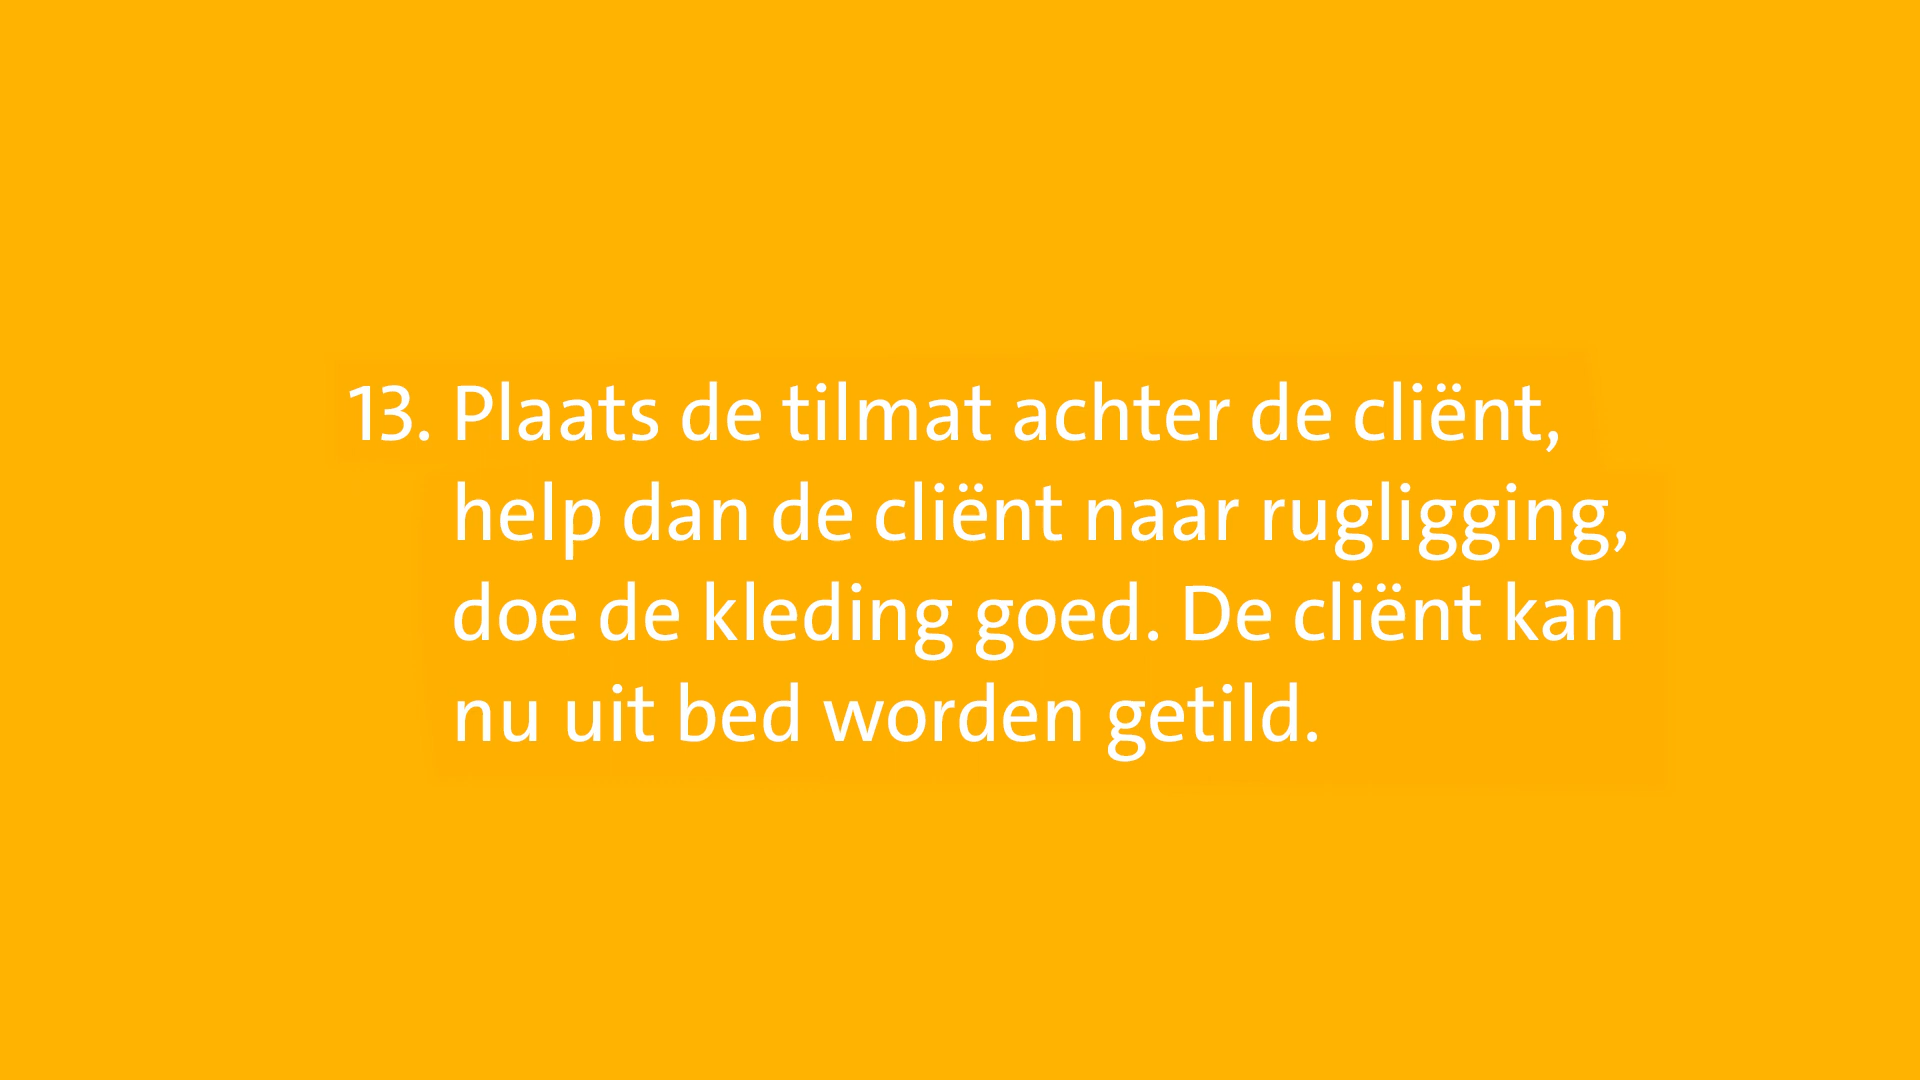 13. Plaats de tilmat achter de cliënt,
help dan de cliënt naar rugligging,
doe de kleding goed. De cliënt kan
nu uit bed worden getild.